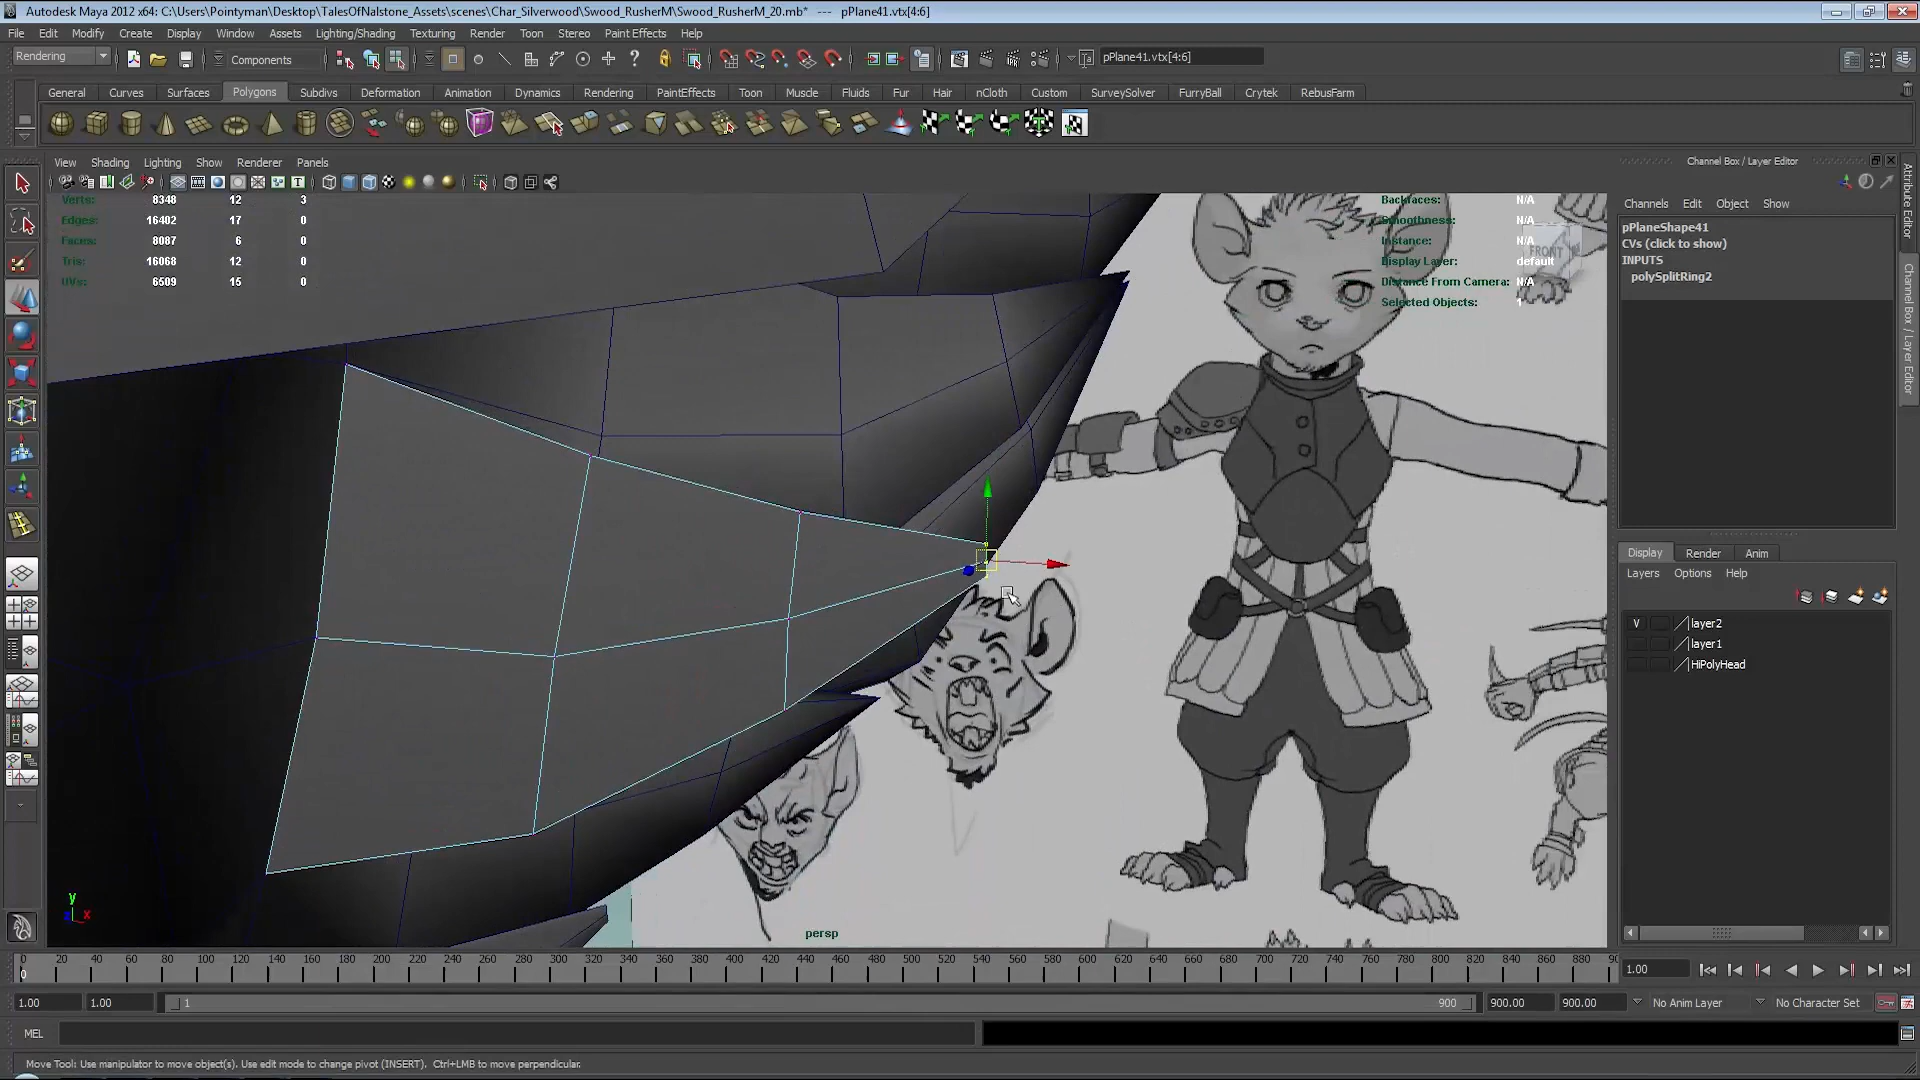 Autodesk Maya 2012 x64: C:\Users\Pointyman\Desktop\TalesOfNalstone_Assets\scenes\Char_Silverwood\Swood_RusherM\Swood_RusherM_20.mb* --- pPlane41.vtx[4:6]
File Edit Modify Create Display Window Assets Lighting/Shading Texturing Render Toon Stereo Paint Effects Help
Rendering Components pPlane41.vtx[4:6]
General Curves Surfaces Polygons Subdivs Deformation Animation Dynamics Rendering PaintEffects Toon Muscle Fluids Fur Hair nCloth Custom SurveySolver FurryBall Crytek RebusFarm
View Shading Lighting Show Renderer Panels
Channel Box / Layer Editor
Verts: 8348 12 3
Edges: 16402 17 0
Faces: 8087 6 0
Tris: 16068 12 0
UVs: 6509 15 0
Backfaces: N/A
Smoothness: N/A
Instance: N/A
Display Layer: default
Distance From Camera: N/A
Selected Objects: 1
FRONT
Channels Edit Object Show
pPlaneShape41
CVs (click to show)
INPUTS
polySplitRing2
Attribute Editor
Channel Box / Layer Editor
Display Render Anim
Layers Options Help
V layer2
layer1
HiPolyHead
y
z x
persp
0 20 40 60 80 100 120 140 160 180 200 220 240 260 280 300 320 340 360 380 400 420 440 460 480 500 520 540 560 580 600 620 640 660 680 700 720 740 760 780 800 820 840 860 880 90
0
1.00
1.00 1.00 1 900 900.00 900.00 No Anim Layer No Character Set
MEL
Move Tool: Use manipulator to move object(s). Use edit mode to change pivot (INSERT). Ctrl+LMB to move perpendicular.